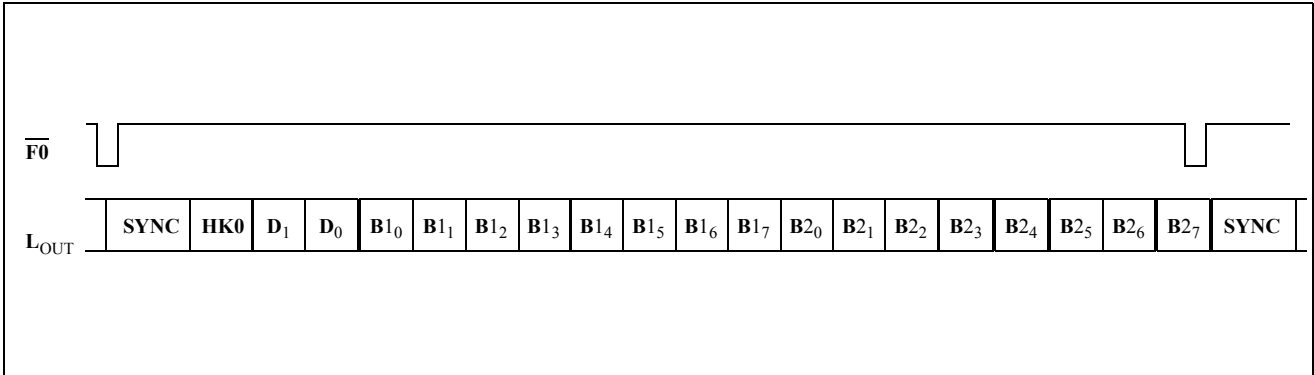 F0
L_OUT SYNC HK0 D₁ D₀ B1₀ B1₁ B1₂ B1₃ B1₄ B1₅ B1₆ B1₇ B2₀ B2₁ B2₂ B2₃ B2₄ B2₅ B2₆ B2₇ SYNC